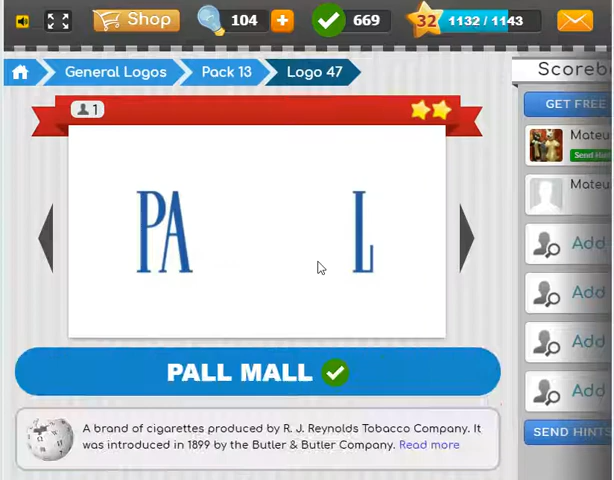 Shop 104 669 32 1132 / 1143
General Logos Pack 13 Logo 47
1
PA L
PALL MALL
A brand of cigarettes produced by R. J. Reynolds Tobacco Company. It
was introduced in 1899 by the Butler & Butler Company. Read more
Scoreb
GET FREE
Mateu
Send Hint
Mateu
Add
Add
Add
Add
SEND HINTS